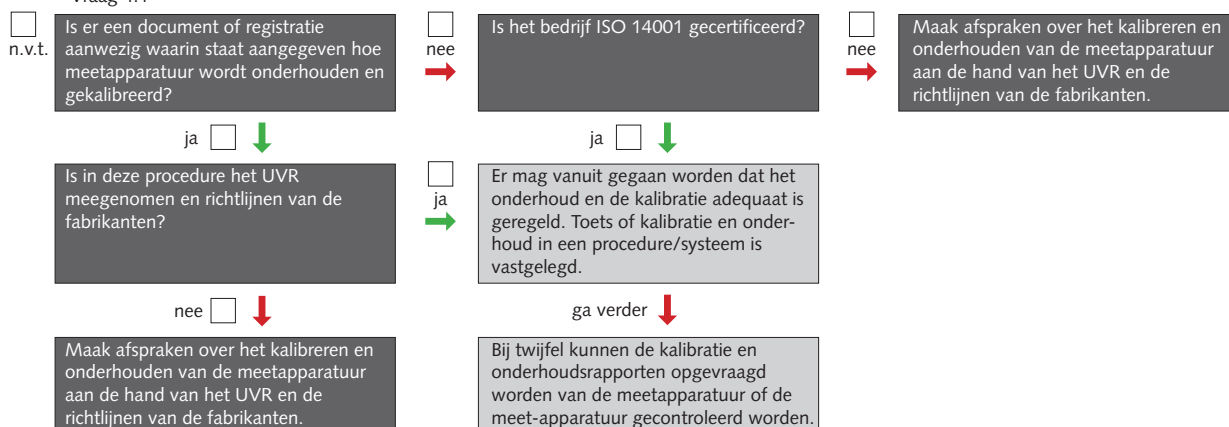 n.v.t.
Is er een document of registratie
aanwezig waarin staat aangegeven hoe
meetapparatuur wordt onderhouden en
gekalibreerd?
nee
Is het bedrijf ISO 14001 gecertificeerd?
nee
Maak afspraken over het kalibreren en
onderhouden van de meetapparatuur
aan de hand van het UVR en de
richtlijnen van de fabrikanten.
ja
ja
Is in deze procedure het UVR
meegenomen en richtlijnen van de
fabrikanten?
ja
Er mag vanuit gegaan worden dat het
onderhoud en de kalibratie adequaat is
geregeld. Toets of kalibratie en onder-
houd in een procedure/systeem is
vastgelegd.
nee
ga verder
Maak afspraken over het kalibreren en
onderhouden van de meetapparatuur
aan de hand van het UVR en de
richtlijnen van de fabrikanten.
Bij twijfel kunnen de kalibratie en
onderhoudsrapporten opgevraagd
worden van de meetapparatuur of de
meet-apparatuur gecontroleerd worden.